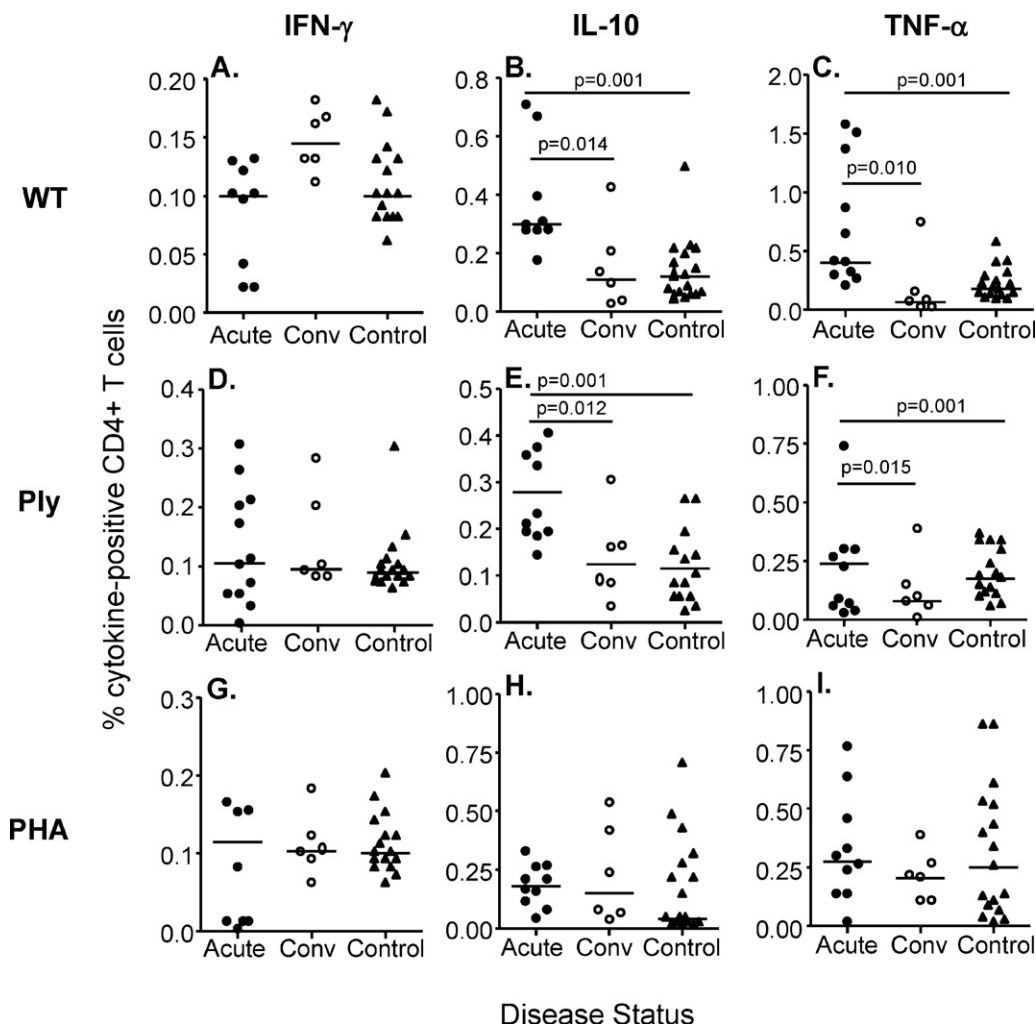 IFN-γ IL-10 TNF-α
% cytokine-positive CD4+ T cells
WT
A.
0.20
0.15
0.10
0.05
0.00
Acute Conv Control
B.
0.8
0.6
0.4
0.2
0.0
p=0.001
p=0.014
Acute Conv Control
C.
2.0
1.5
1.0
0.5
0.0
p=0.001
p=0.010
Acute Conv Control
Ply
D.
0.4
0.3
0.2
0.1
0.0
Acute Conv Control
E.
0.5
0.4
0.3
0.2
0.1
0.0
p=0.001
p=0.012
Acute Conv Control
F.
1.00
0.75
0.50
0.25
0.00
p=0.001
p=0.015
Acute Conv Control
PHA
G.
0.3
0.2
0.1
0.0
Acute Conv Control
H.
1.00
0.75
0.50
0.25
0.00
Acute Conv Control
I.
1.00
0.75
0.50
0.25
0.00
Acute Conv Control
Disease Status